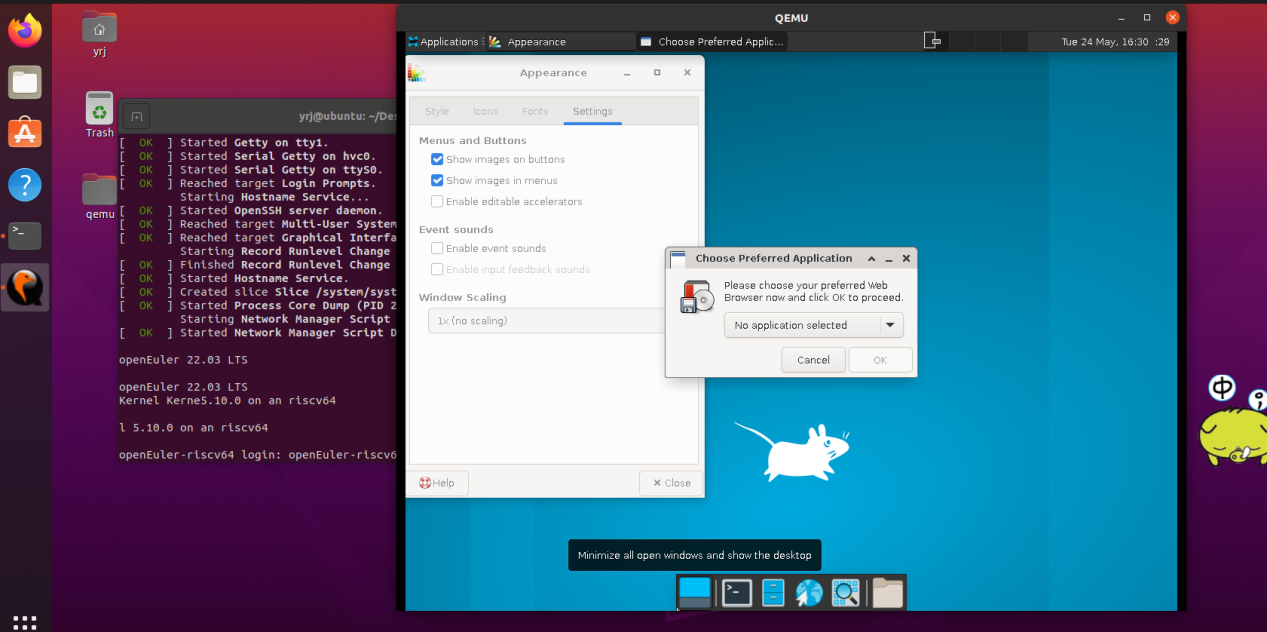 QEMU
yrj
Trash
qemu
yrj@ubuntu: ~/Des
[ OK ] Started Getty on tty1.
[ OK ] Started Serial Getty on hvc0.
[ OK ] Started Serial Getty on ttyS0.
[ OK ] Reached target Login Prompts.
Starting Hostname Service...
[ OK ] Started OpenSSH server daemon.
[ OK ] Reached target Multi-User System
[ OK ] Reached target Graphical Interfa
Starting Record Runlevel Change
[ OK ] Finished Record Runlevel Change
[ OK ] Started Hostname Service.
[ OK ] Created slice Slice /system/syst
[ OK ] Started Process Core Dump (PID 2
Starting Network Manager Script
[ OK ] Started Network Manager Script D
openEuler 22.03 LTS
openEuler 22.03 LTS
Kernel Kerne5.10.0 on an riscv64
l 5.10.0 on an riscv64
openEuler-riscv64 login: openEuler-riscv6
Applications
Appearance
Choose Preferred Applic...
Tue 24 May, 16:30 :29
Appearance
Style Icons Fonts Settings
Menus and Buttons
Show images on buttons
Show images in menus
Enable editable accelerators
Event sounds
Enable event sounds
Enable input feedback sounds
Window Scaling
1x (no scaling)
Help
Close
Choose Preferred Application
Please choose your preferred Web
Browser now and click OK to proceed.
No application selected
Cancel OK
Minimize all open windows and show the desktop
中